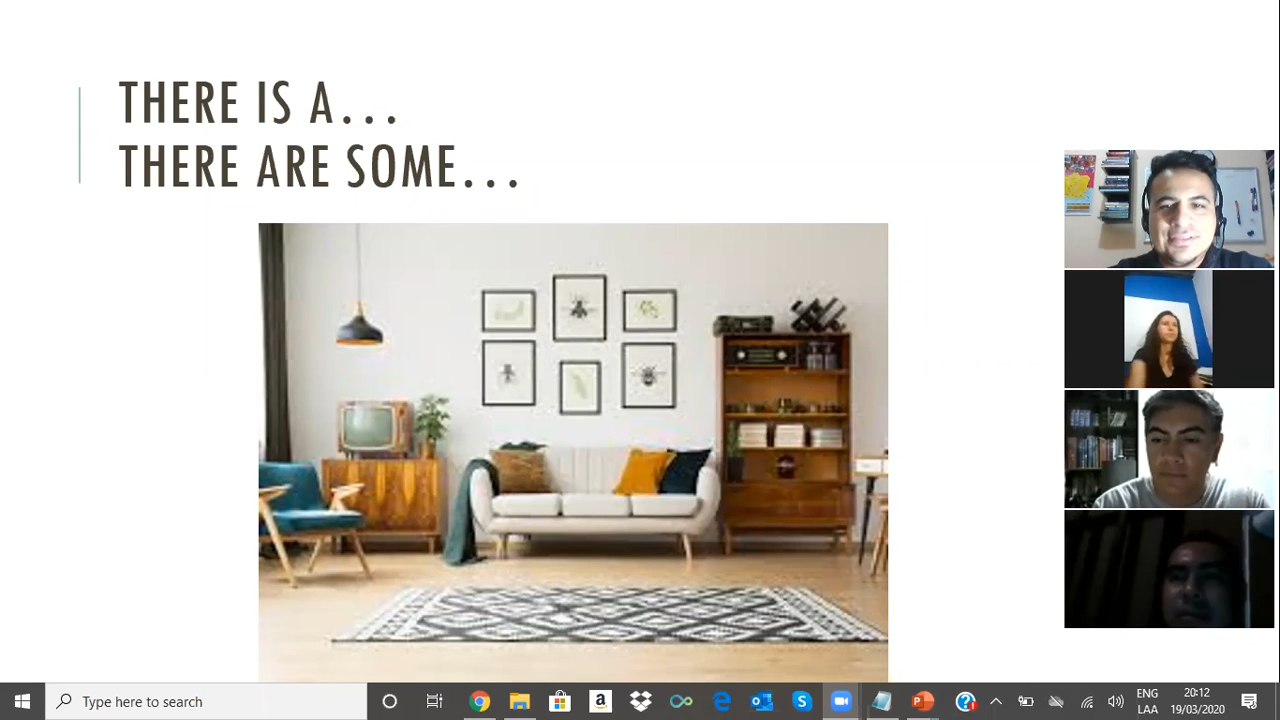 THERE IS A...
THERE ARE SOME...
Type here to search
ENG
LAA
20:12
19/03/2020